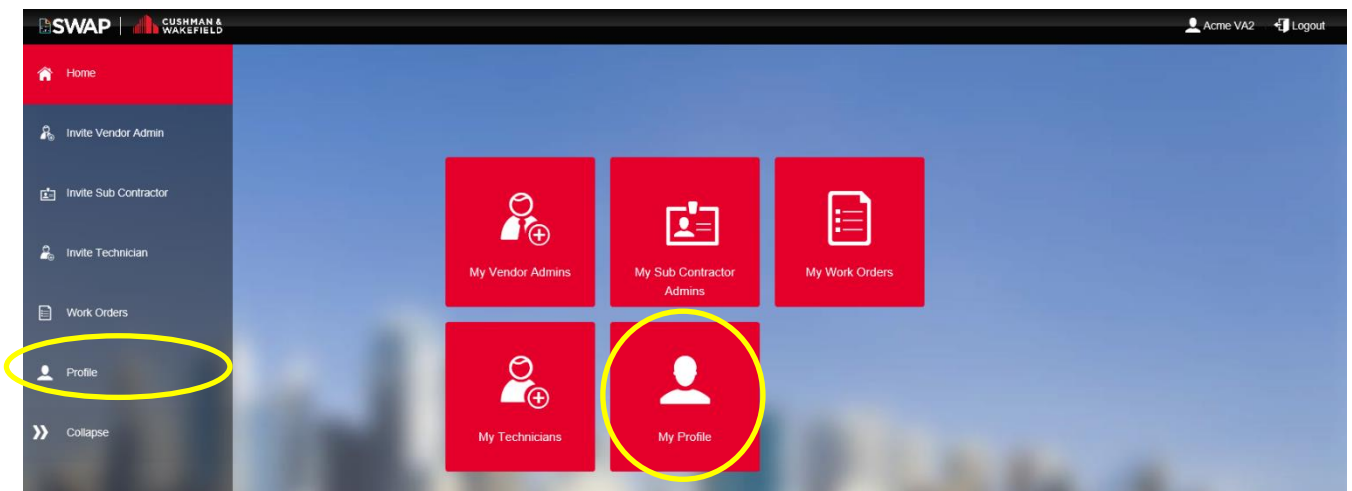 SWAP
CUSHMAN &
WAKEFIELD
Acme VA2
Logout
Home
Invite Vendor Admin
Invite Sub Contractor
Invite Technician
Work Orders
Profile
Collapse
My Vendor Admins
My Sub Contractor
Admins
My Work Orders
My Technicians
My Profile